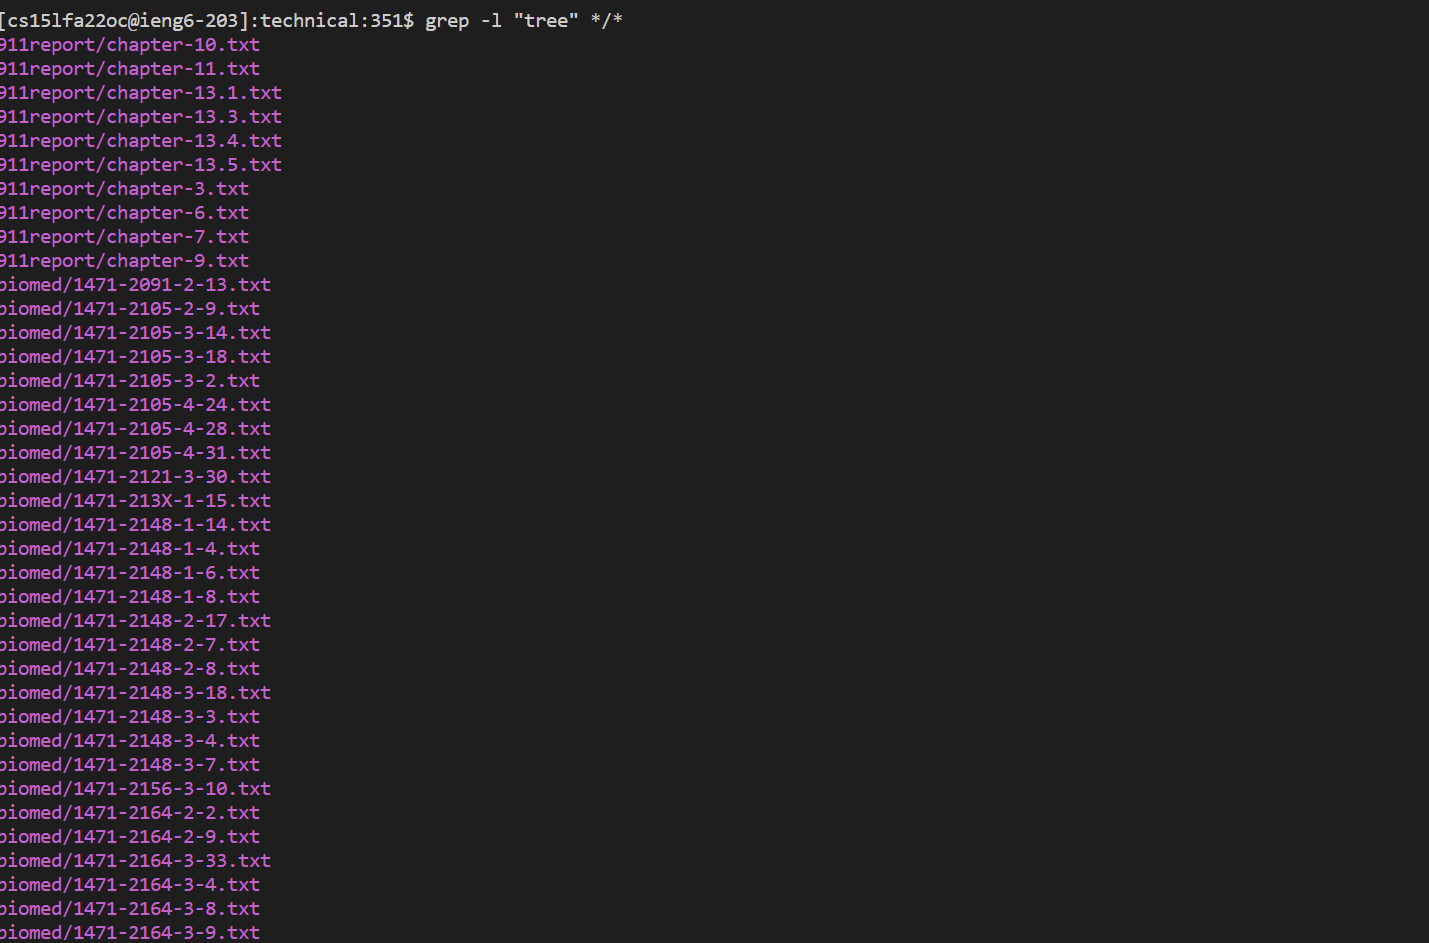 [cs15lfa22oc@ieng6-203]:technical:351$ grep -l "tree" */*
911report/chapter-10.txt
911report/chapter-11.txt
911report/chapter-13.1.txt
911report/chapter-13.3.txt
911report/chapter-13.4.txt
911report/chapter-13.5.txt
911report/chapter-3.txt
911report/chapter-6.txt
911report/chapter-7.txt
911report/chapter-9.txt
biomed/1471-2091-2-13.txt
biomed/1471-2105-2-9.txt
biomed/1471-2105-3-14.txt
biomed/1471-2105-3-18.txt
biomed/1471-2105-3-2.txt
biomed/1471-2105-4-24.txt
biomed/1471-2105-4-28.txt
biomed/1471-2105-4-31.txt
biomed/1471-2121-3-30.txt
biomed/1471-213X-1-15.txt
biomed/1471-2148-1-14.txt
biomed/1471-2148-1-4.txt
biomed/1471-2148-1-6.txt
biomed/1471-2148-1-8.txt
biomed/1471-2148-2-17.txt
biomed/1471-2148-2-7.txt
biomed/1471-2148-2-8.txt
biomed/1471-2148-3-18.txt
biomed/1471-2148-3-3.txt
biomed/1471-2148-3-4.txt
biomed/1471-2148-3-7.txt
biomed/1471-2156-3-10.txt
biomed/1471-2164-2-2.txt
biomed/1471-2164-2-9.txt
biomed/1471-2164-3-33.txt
biomed/1471-2164-3-4.txt
biomed/1471-2164-3-8.txt
biomed/1471-2164-3-9.txt